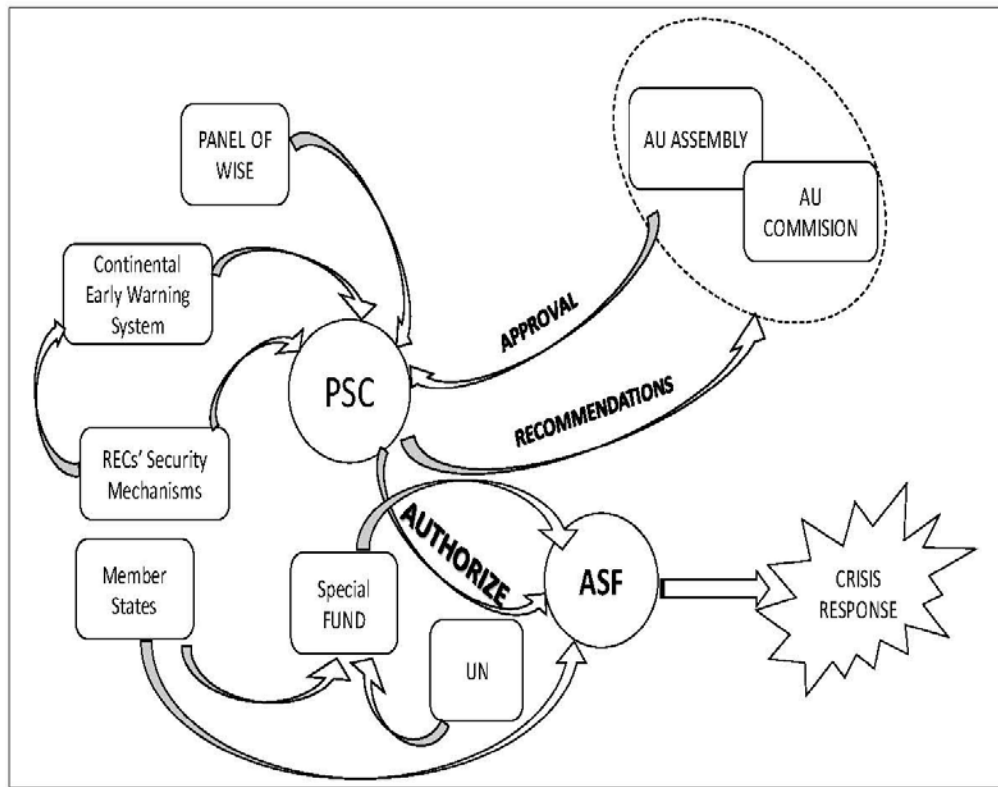 PANEL OF
WISE
AU ASSEMBLY
AU
COMMISION
Continental
Early Warning
System
APPROVAL
PSC
RECOMMENDATIONS
RECs' Security
Mechanisms
AUTHORIZE
Member
States
Special
FUND
ASF
CRISIS
RESPONSE
UN